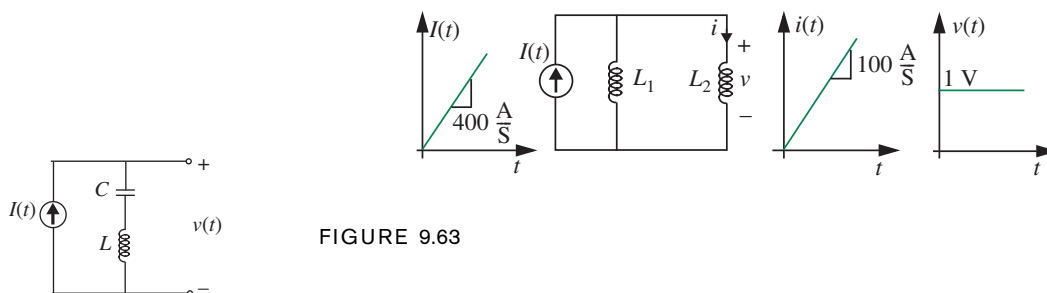 I(t)
400 A/S
t
I(t)
L₁
L₂
i
+
v
−
i(t)
100 A/S
t
v(t)
1 V
t
I(t)
C
L
+
v(t)
−
FIGURE 9.63